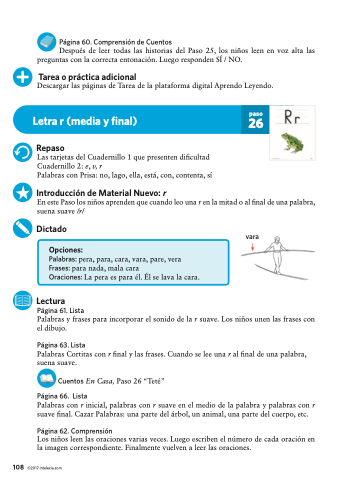 Página 60. Comprensión de Cuentos
Después de leer todas las historias del Paso 25, los niños leen en voz alta las
preguntas con la correcta entonación. Luego responden SÍ / NO.
Tarea o práctica adicional
Descargar las páginas de Tarea de la plataforma digital Aprendo Leyendo.
Letra r (media y final)
paso
26
R r
Repaso
Las tarjetas del Cuadernillo 1 que presenten dificultad
Cuadernillo 2: e, v, r
Palabras con Prisa: no, lago, ella, está, con, contenta, sí
Introducción de Material Nuevo: r
En este Paso los niños aprenden que cuando leo una r en la mitad o al final de una palabra,
suena suave /r/
Dictado
Opciones:
Palabras: pera, para, cara, vara, pare, vera
Frases: para nada, mala cara
Oraciones: La pera es para él. Él se lava la cara.
vara
Lectura
Página 61. Lista
Palabras y frases para incorporar el sonido de la r suave. Los niños unen las frases con
el dibujo.
Página 63. Lista
Palabras Cortitas con r final y las frases. Cuando se lee una r al final de una palabra,
suena suave.
Cuentos En Casa, Paso 26 “Teté”
Página 66. Lista
Palabras con r inicial, palabras con r suave en el medio de la palabra y palabras con r
suave final. Cazar Palabras: una parte del árbol, un animal, una parte del cuerpo, etc.
Página 62. Comprensión
Los niños leen las oraciones varias veces. Luego escriben el número de cada oración en
la imagen correspondiente. Finalmente vuelven a leer las oraciones.
108 ©2017 intelexia.com